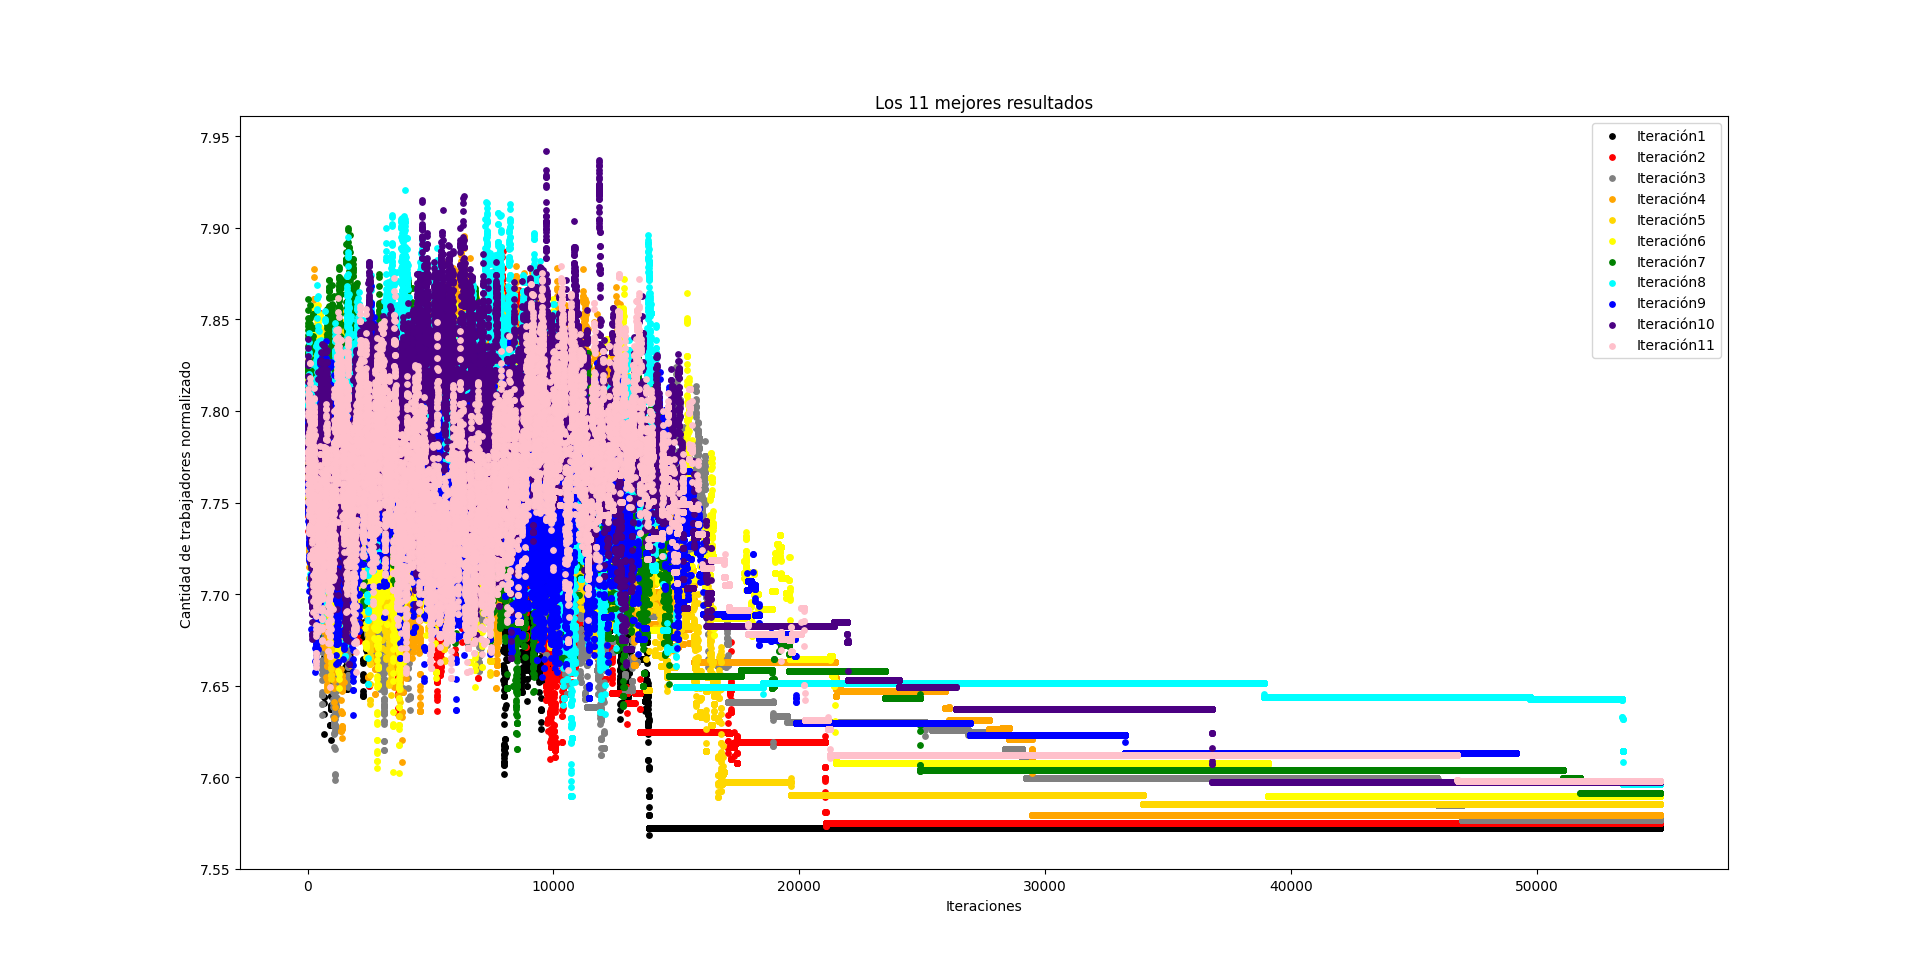 Los 11 mejores resultados
Cantidad de trabajadores normalizado
7.95
7.90
7.85
7.80
7.75
7.70
7.65
7.60
7.55
0
10000
20000
30000
40000
50000
Iteraciones
Iteración1
Iteración2
Iteración3
Iteración4
Iteración5
Iteración6
Iteración7
Iteración8
Iteración9
Iteración10
Iteración11